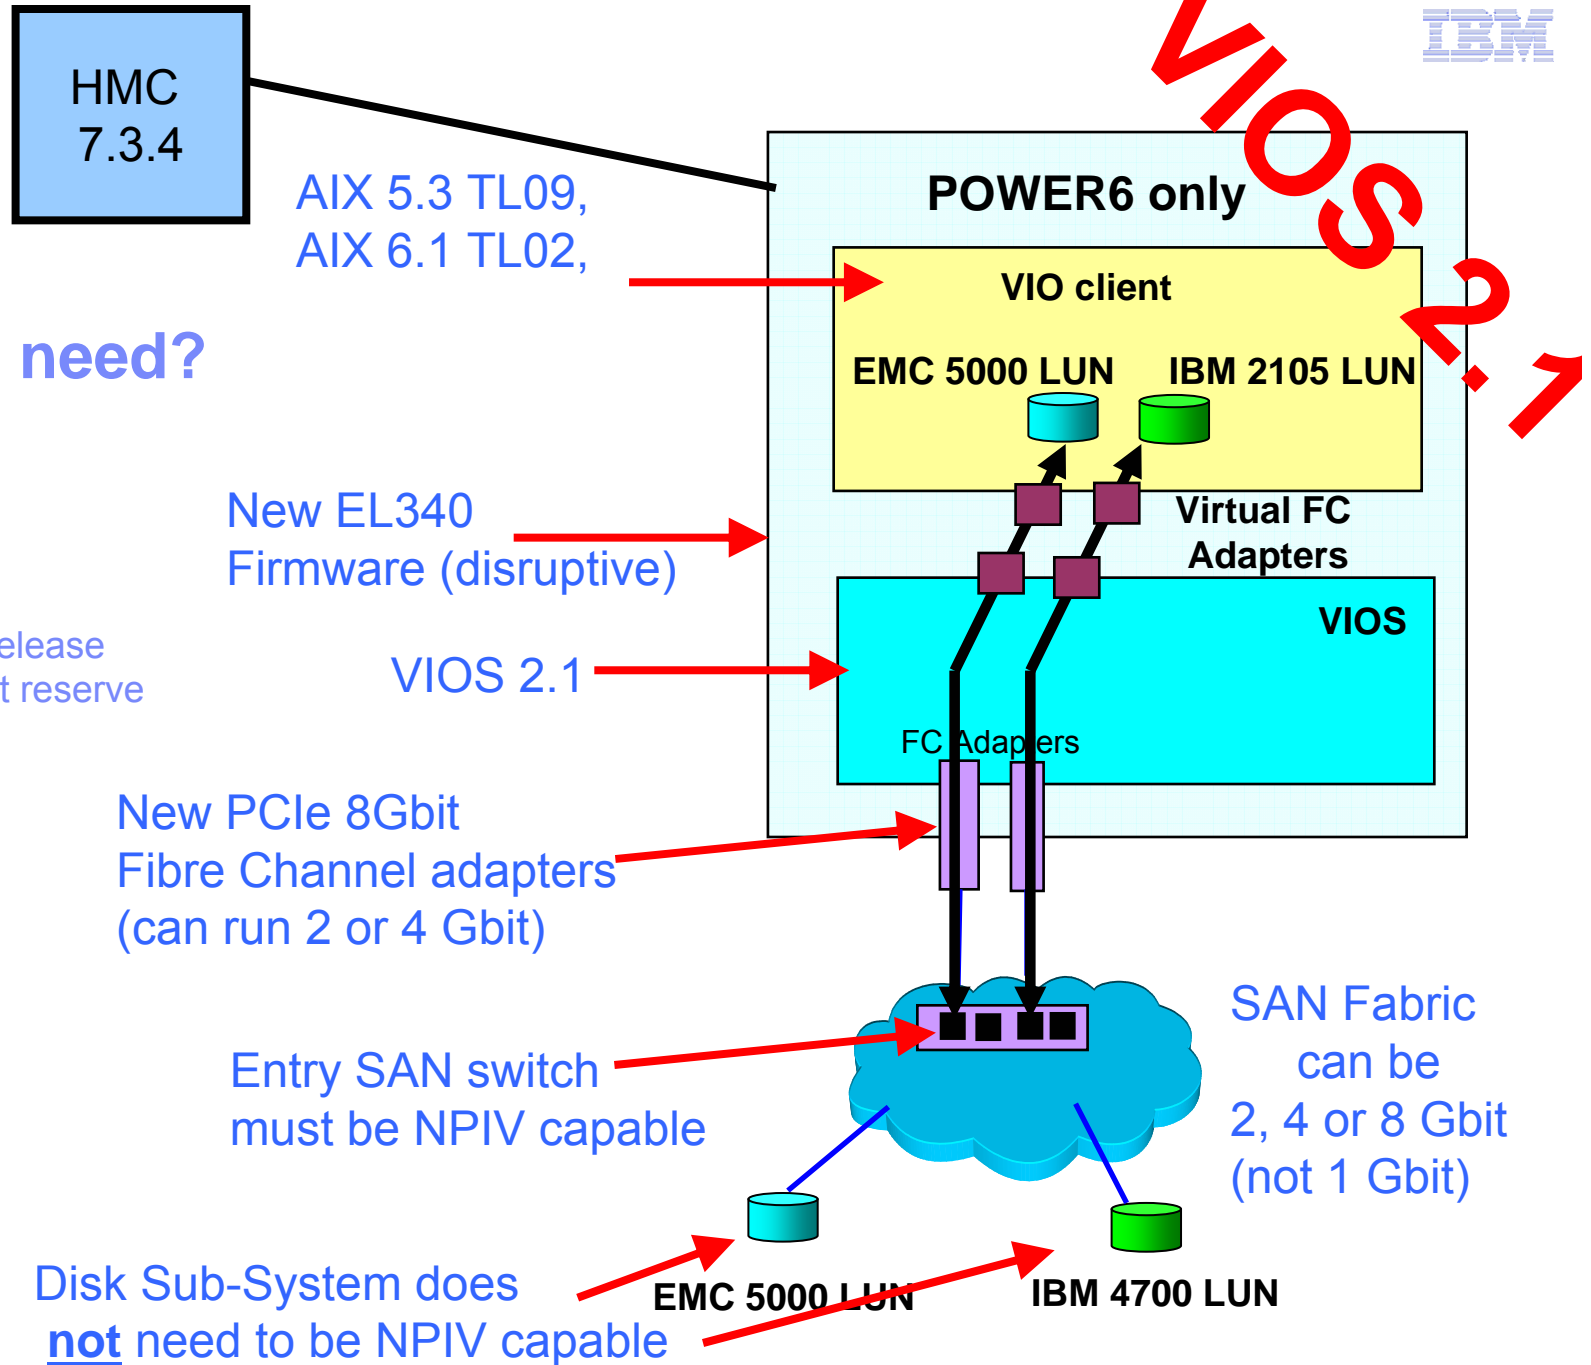 IBM
VIOS 2.1
HMC
7.3.4
POWER6 only
AIX 5.3 TL09,
AIX 6.1 TL02,
VIO client
need?
EMC 5000 LUN
IBM 2105 LUN
New EL340
Firmware (disruptive)
Virtual FC
Adapters
VIOS
elease
t reserve
VIOS 2.1
FC Adapters
New PCIe 8Gbit
Fibre Channel adapters
(can run 2 or 4 Gbit)
SAN Fabric
can be
2, 4 or 8 Gbit
(not 1 Gbit)
Entry SAN switch
must be NPIV capable
Disk Sub-System does
not need to be NPIV capable
EMC 5000 LUN
IBM 4700 LUN